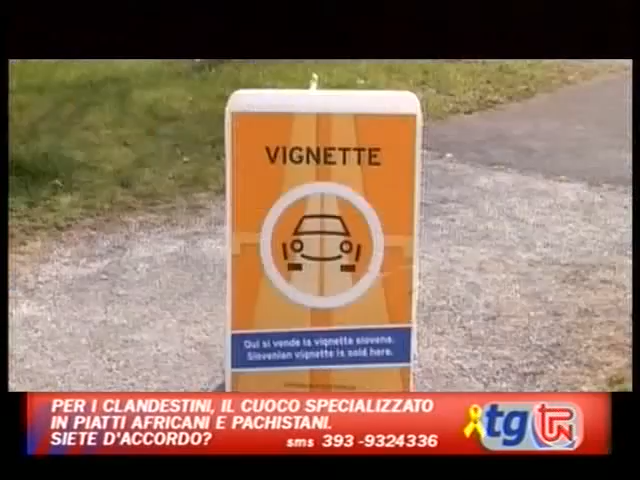 VIGNETTE
Qui si vende la vignetta slovena.
Slovenian vignette is sold here.
PER I CLANDESTINI, IL CUOCO SPECIALIZZATO
IN PIATTI AFRICANI E PACHISTANI.
SIETE D'ACCORDO? sms 393 -9324336
tg TPN